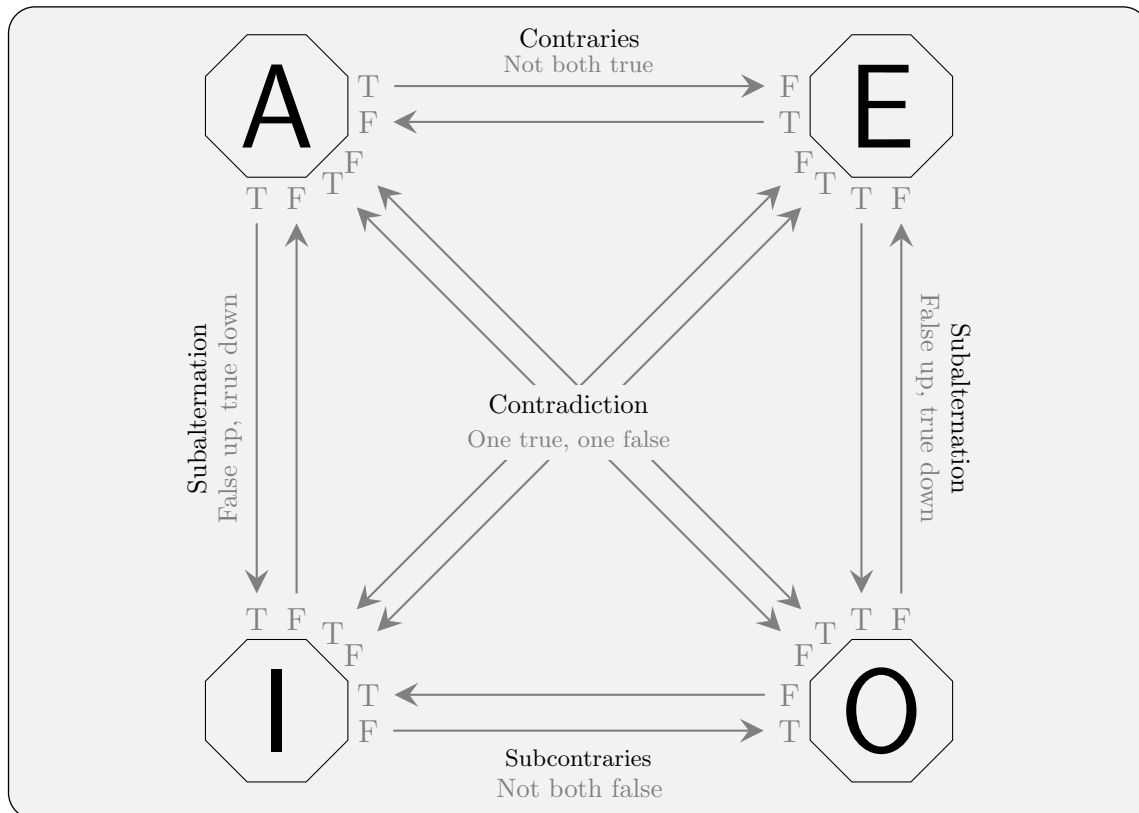 Contraries
Not both true
A
T
F
E
F
T
F
T
F
T
T
F
T
F
Subalternation
False up, true down
Contradiction
One true, one false
Subalternation
False up, true down
T
F
T
F
T
F
T
F
I
T
F
O
F
T
Subcontraries
Not both false